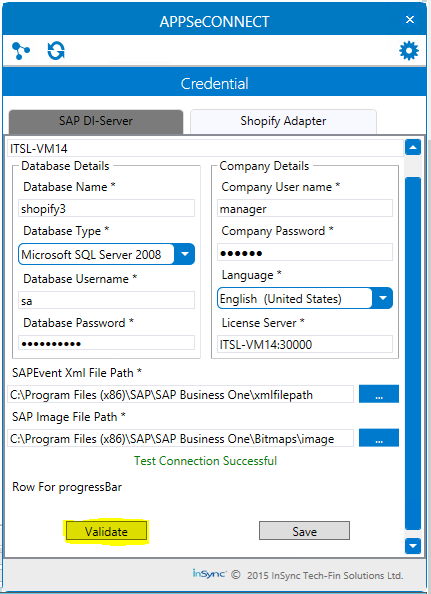 APPSeCONNECT
Credential
SAP DI-Server
Shopify Adapter
ITSL-VM14
Database Details
Database Name *
shopify3
Database Type *
Microsoft SQL Server 2008
Database Username *
sa
Database Password *
●●●●●●●●●●
Company Details
Company User name *
manager
Company Password *
●●●●●●
Language *
English (United States)
License Server *
ITSL-VM14:30000
SAPEvent Xml File Path *
C:\Program Files (x86)\SAP\SAP Business One\xmlfilepath
...
SAP Image File Path *
C:\Program Files (x86)\SAP\SAP Business One\Bitmaps\image
...
Test Connection Successful
Row For progressBar
Validate
Save
inSync © 2015 InSync Tech-Fin Solutions Ltd.